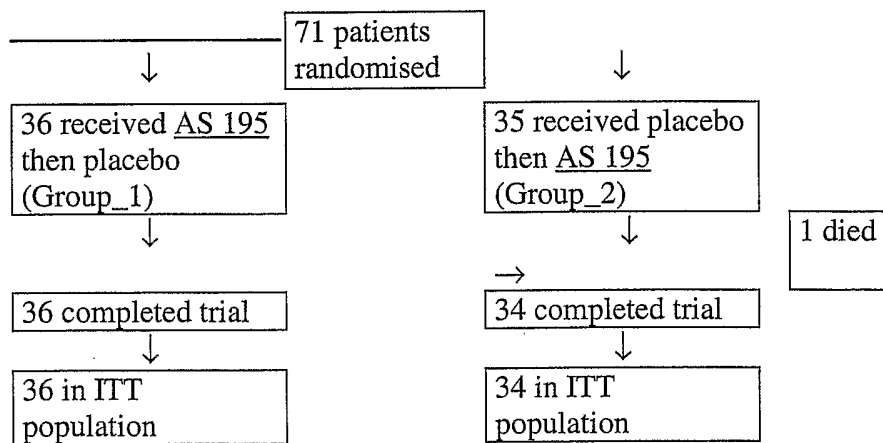 71 patients
randomised
↓ ↓
36 received AS 195
then placebo
(Group_1)
35 received placebo
then AS 195
(Group_2)
↓ ↓
1 died
→
36 completed trial
34 completed trial
↓ ↓
36 in ITT
population
34 in ITT
population